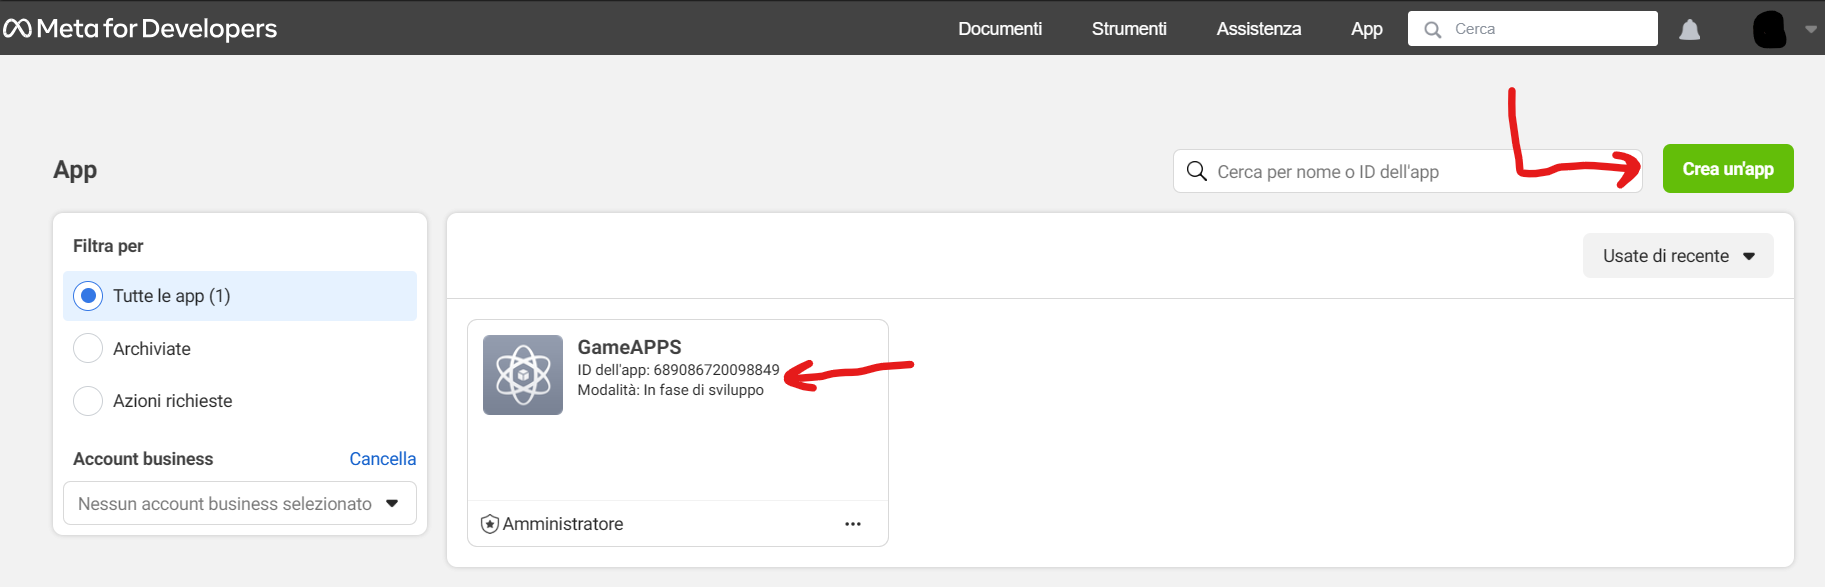 Meta for Developers
Documenti Strumenti Assistenza App Cerca
App
Cerca per nome o ID dell'app
Crea un'app
Filtra per
Tutte le app (1)
Archiviate
Azioni richieste
Account business Cancella
Nessun account business selezionato
Usate di recente
GameAPPS
ID dell'app: 689086720098849
Modalità: In fase di sviluppo
Amministratore